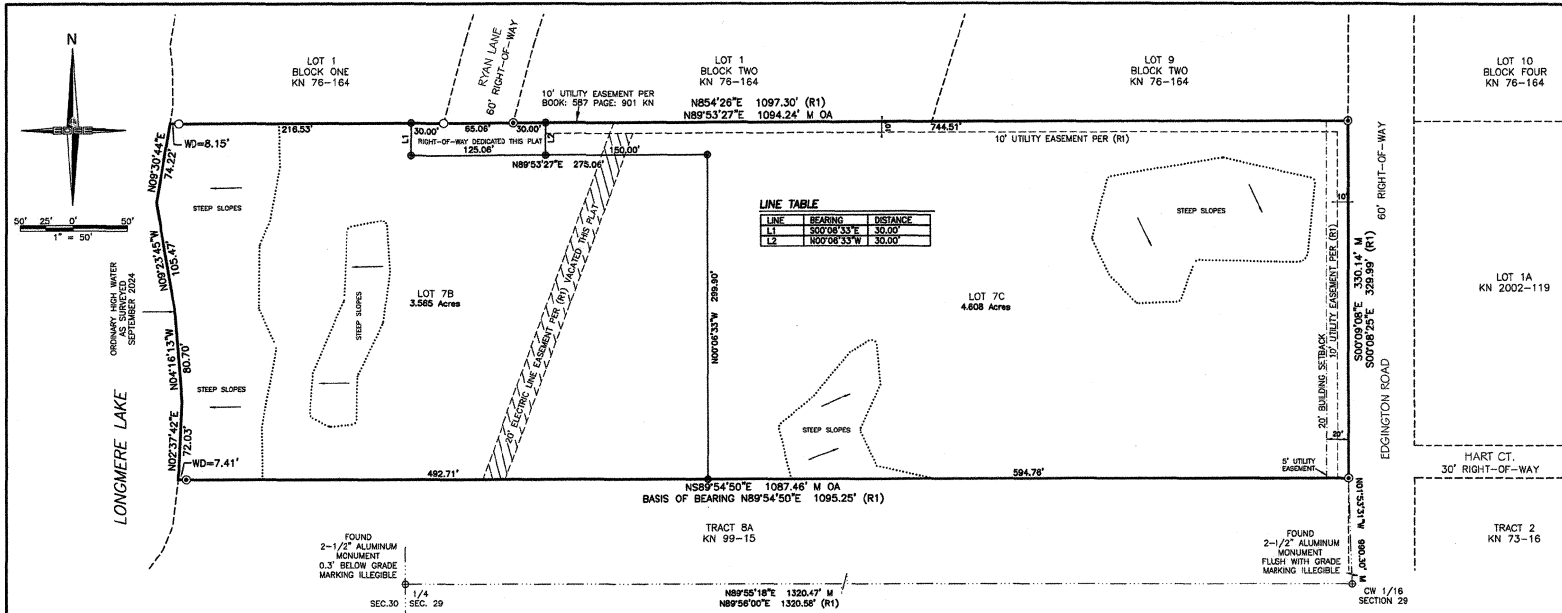 N
50' 25' 0' 50'
1" = 50'
LOT 1
BLOCK ONE
KN 76-164
RYAN LANE
60' RIGHT-OF-WAY
LOT 1
BLOCK TWO
KN 76-164
LOT 9
BLOCK TWO
KN 76-164
LOT 10
BLOCK FOUR
KN 76-164
10' UTILITY EASEMENT PER
BOOK: 587 PAGE: 901 KN
N854'26"E 1097.30' (R1)
N89°53'27"E 1094.24' M OA
216.53'
30.00'
65.06'
30.00'
744.51'
WD=8.15'
L1
RIGHT-OF-WAY DEDICATED THIS PLAT
L2
10'
125.06'
150.00'
N89°53'27"E 275.06'
10' UTILITY EASEMENT PER (R1)
N09°30'44"E
74.22'
N09°23'45"W
105.47'
N04°16'13"W
80.70'
N02°37'42"E
72.03'
WD=7.41'
ORDINARY HIGH WATER
AS SURVEYED
SEPTEMBER 2024
LONGMERE LAKE
STEEP SLOPES
STEEP SLOPES
STEEP SLOPES
LOT 7B
3.565 Acres
20' ELECTRIC LINE EASEMENT PER (R1) VACATED THIS PLAT
N00°06'33"W 299.90'
LINE TABLE
LINE BEARING DISTANCE
L1 S00°06'33"E 30.00'
L2 N00°06'33"W 30.00'
STEEP SLOPES
STEEP SLOPES
LOT 7C
4.608 Acres
10'
20'
20' BUILDING SETBACK
10' UTILITY EASEMENT PER (R1)
S00°09'08"E 330.14' M
S00°08'25"E 329.99' (R1)
60' RIGHT-OF-WAY
EDGINGTON ROAD
LOT 1A
KN 2002-119
HART CT.
30' RIGHT-OF-WAY
5' UTILITY
EASEMENT
492.71'
594.76'
NS89°54'50"E 1087.46' M OA
BASIS OF BEARING N89°54'50"E 1095.25' (R1)
TRACT 8A
KN 99-15
TRACT 2
KN 73-16
FOUND
2-1/2" ALUMINUM
MONUMENT
0.3' BELOW GRADE
MARKING ILLEGIBLE
FOUND
2-1/2" ALUMINUM
MONUMENT
FLUSH WITH GRADE
MARKING ILLEGIBLE
N01°53'31"W 990.30' M
1/4
SEC.30 SEC. 29
N89°55'18"E 1320.47' M
N89°56'00"E 1320.58' (R1)
CW 1/16
SECTION 29